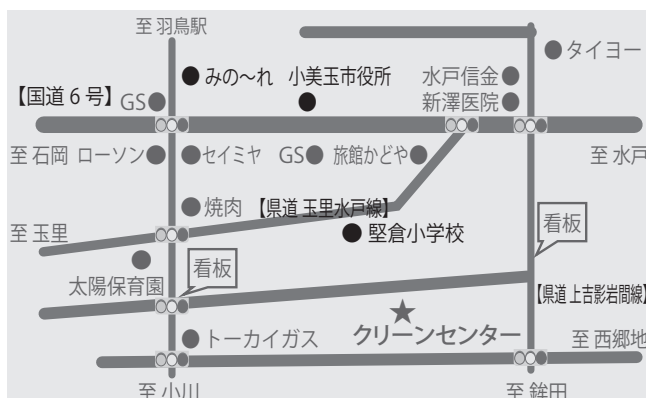 至 羽鳥駅
タイヨー
みの～れ 小美玉市役所 水戸信金
【国道 6 号】 GS 新澤医院
至 石岡 ローソン セイミヤ GS 旅館かどや 至 水戸
焼肉 【県道 玉里水戸線】
看板
至 玉里 堅倉小学校
看板
太陽保育園
【県道 上吉影岩間線】
トーカイガス クリーンセンター 至 西郷地
至 小川 至 鉾田